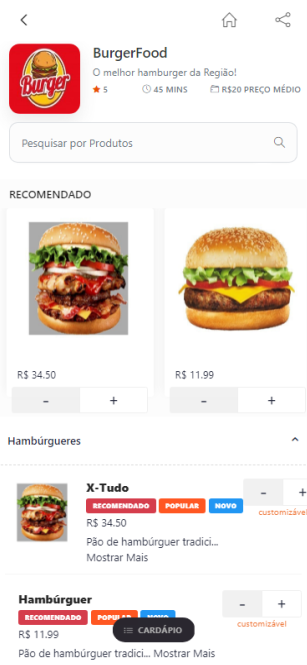 BurgerFood
O melhor hamburger da Região!
5 45 MINS R$20 PREÇO MÉDIO
Burger
Pesquisar por Produtos
RECOMENDADO
R$ 34.50 R$ 11.99
- + - +
Hambúrgueres
X-Tudo - +
RECOMENDADO POPULAR NOVO
customizável
R$ 34.50
Pão de hambúrguer tradici...
Mostrar Mais
Hambúrguer - +
RECOMENDADO POPULAR
customizável
R$ 11.99
CARDÁPIO
Pão de hambúrguer tradici... Mostrar Mais